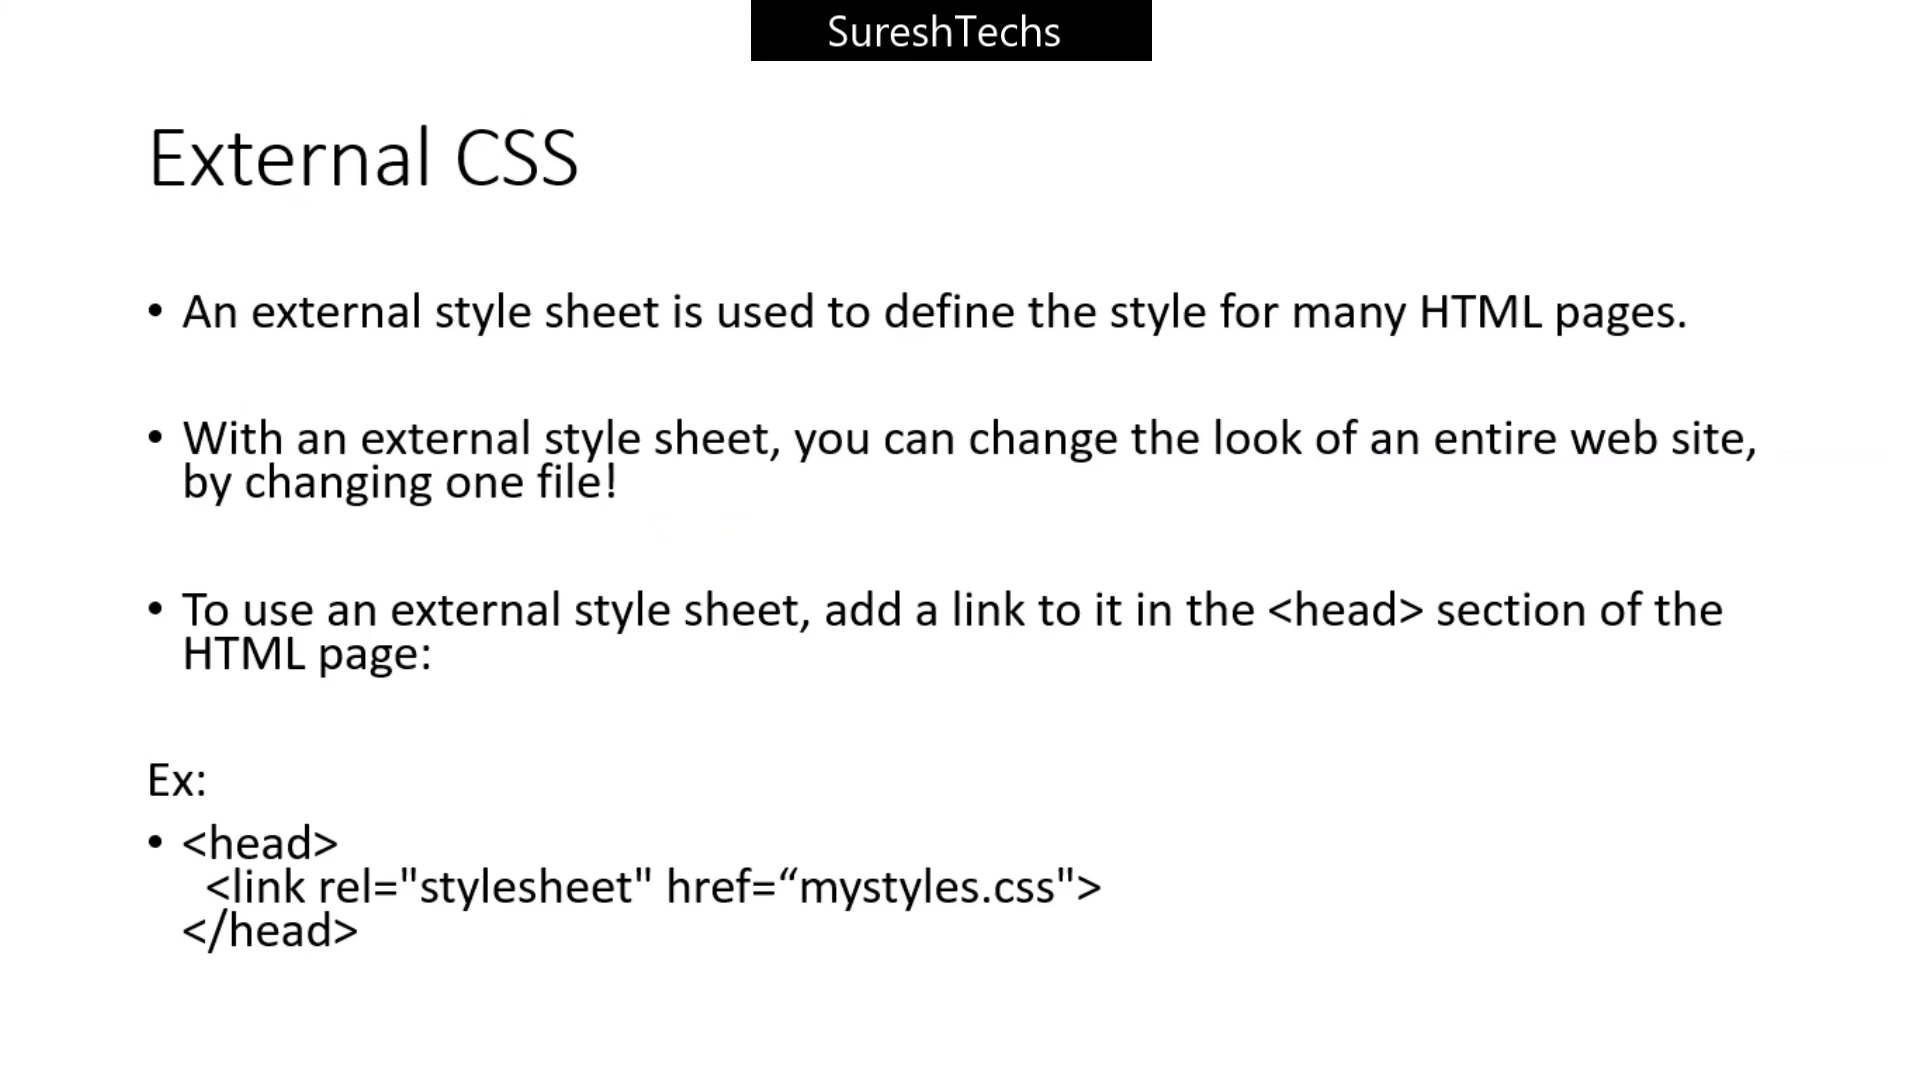 SureshTechs
External CSS
• An external style sheet is used to define the style for many HTML pages.
• With an external style sheet, you can change the look of an entire web site,
by changing one file!
• To use an external style sheet, add a link to it in the <head> section of the
HTML page:
Ex:
• <head>
<link rel="stylesheet" href=“mystyles.css">
</head>